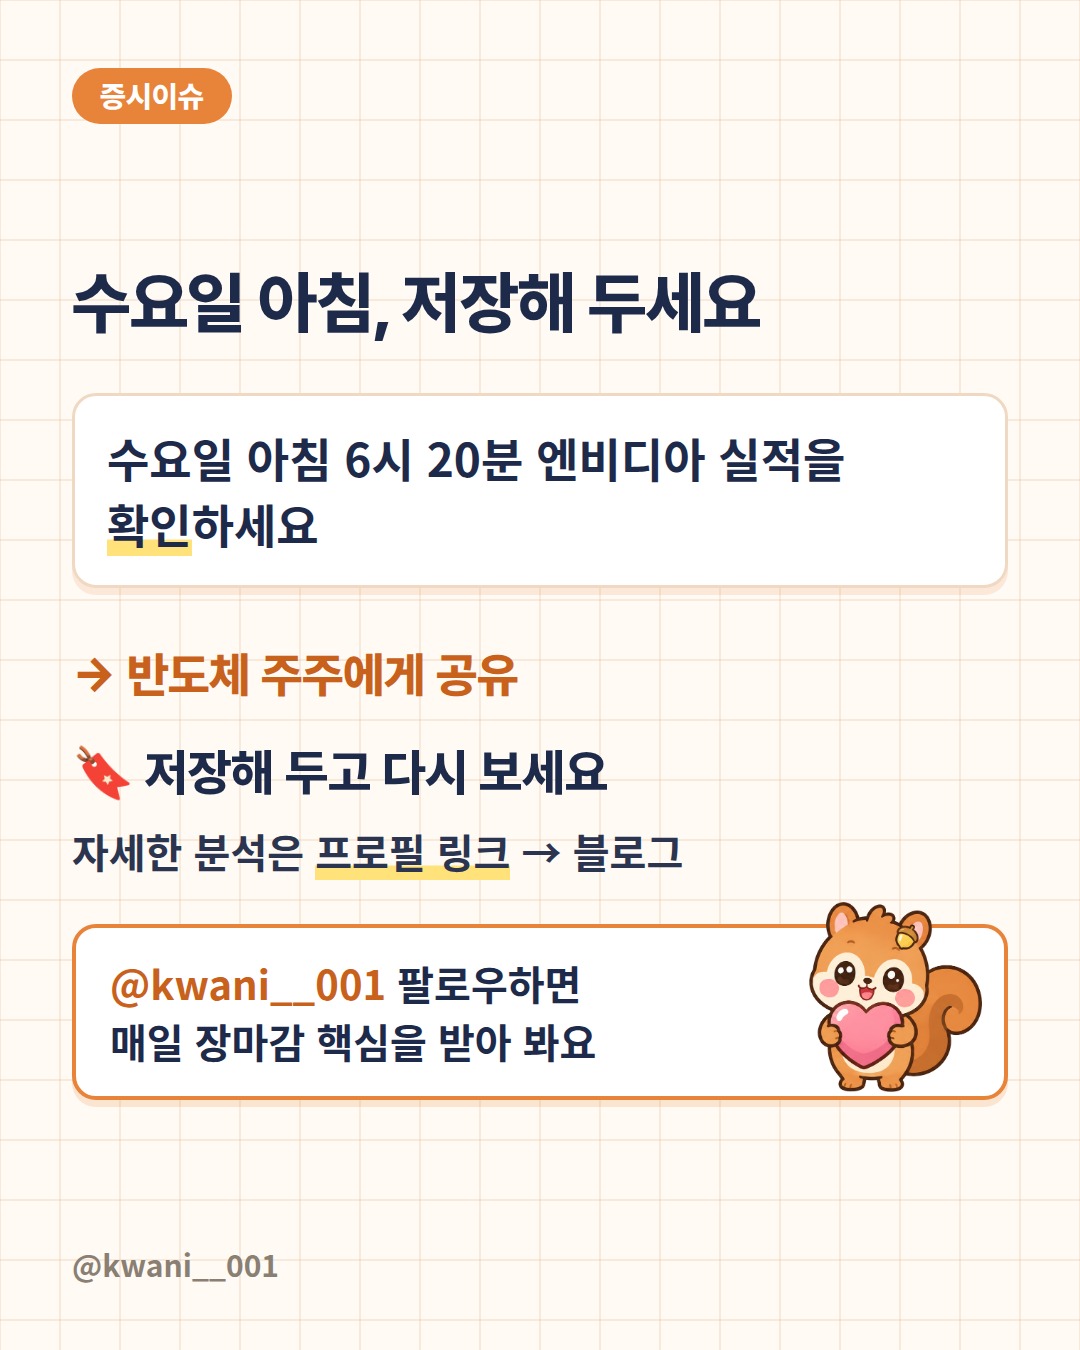 증시이슈
수요일 아침, 저장해 두세요
수요일 아침 6시 20분 엔비디아 실적을
확인하세요
→ 반도체 주주에게 공유
🔖 저장해 두고 다시 보세요
자세한 분석은 프로필 링크 → 블로그
@kwani__001 팔로우하면
매일 장마감 핵심을 받아 봐요
@kwani__001